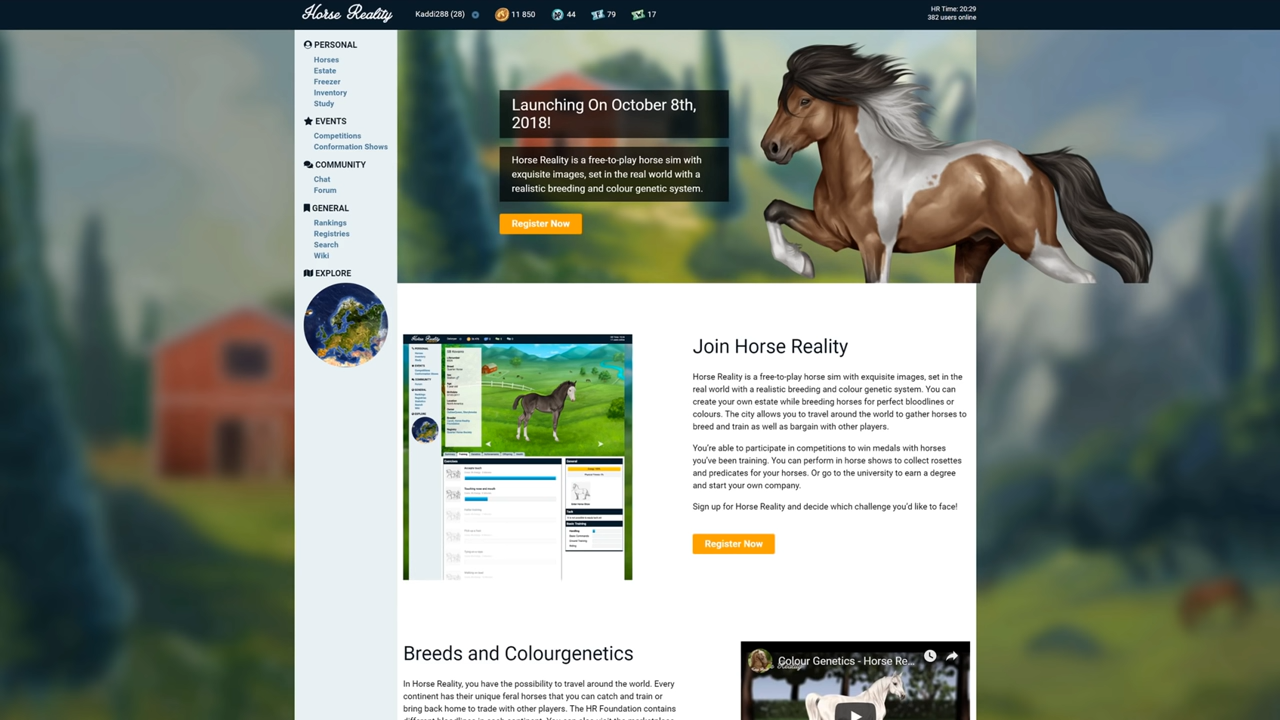 Horse Reality
Kaddi288 (28)
11 850
44
79
17
HR Time: 20:29
382 users online
PERSONAL
Horses
Estate
Freezer
Inventory
Study
EVENTS
Competitions
Conformation Shows
COMMUNITY
Chat
Forum
GENERAL
Rankings
Registries
Search
Wiki
EXPLORE
Launching On October 8th,
2018!
Horse Reality is a free-to-play horse sim with
exquisite images, set in the real world with a
realistic breeding and colour genetic system.
Register Now
Join Horse Reality
Horse Reality is a free-to-play horse sim with exquisite images, set in the
real world with a realistic breeding and colour genetic system. You can
create your own estate while breeding horses for perfect bloodlines or
colours. The city allows you to travel around the world to gather horses to
breed and train as well as bargain with other players.
You're able to participate in competitions to win medals with horses
you've been training. You can perform in horse shows to collect rosettes
and predicates for your horses. Or go to the university to earn a degree
and start your own company.
Sign up for Horse Reality and decide which challenge you'd like to face!
Register Now
Breeds and Colourgenetics
In Horse Reality, you have the possibility to travel around the world. Every
continent has their unique feral horses that you can catch and train or
bring back home to trade with other players. The HR Foundation contains
Colour Genetics - Horse Re...